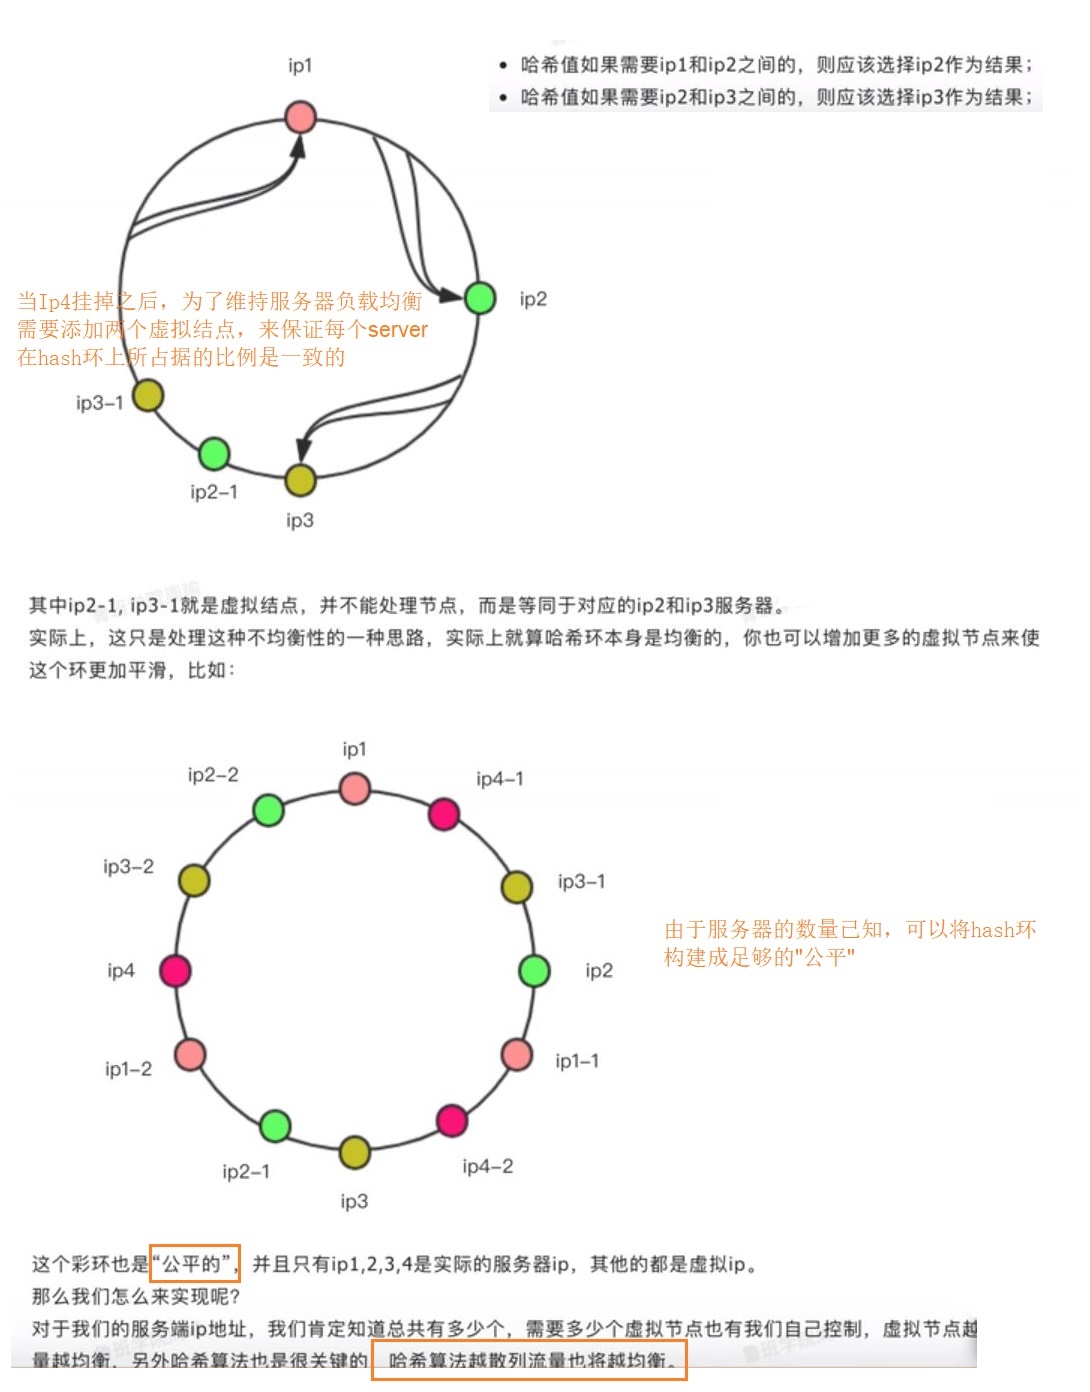 ip1
• 哈希值如果需要ip1和ip2之间的，则应该选择ip2作为结果；
• 哈希值如果需要ip2和ip3之间的，则应该选择ip3作为结果；
ip2
当Ip4挂掉之后，为了维持服务器负载均衡
需要添加两个虚拟结点，来保证每个server
在hash环上所占据的比例是一致的
ip3-1
ip2-1
ip3
其中ip2-1, ip3-1就是虚拟结点，并不能处理节点，而是等同于对应的ip2和ip3服务器。
实际上，这只是处理这种不均衡性的一种思路，实际上就算哈希环本身是均衡的，你也可以增加更多的虚拟节点来使
这个环更加平滑，比如：
ip1
ip2-2
ip4-1
ip3-2
ip3-1
由于服务器的数量已知，可以将hash环
构建成足够的"公平"
ip4
ip2
ip1-2
ip1-1
ip2-1
ip4-2
ip3
这个彩环也是“公平的”，并且只有ip1,2,3,4是实际的服务器ip，其他的都是虚拟ip。
那么我们怎么来实现呢？
对于我们的服务端ip地址，我们肯定知道总共有多少个，需要多少个虚拟节点也有我们自己控制，虚拟节点越
量越均衡，另外哈希算法也是很关键的，哈希算法越散列流量也将越均衡。